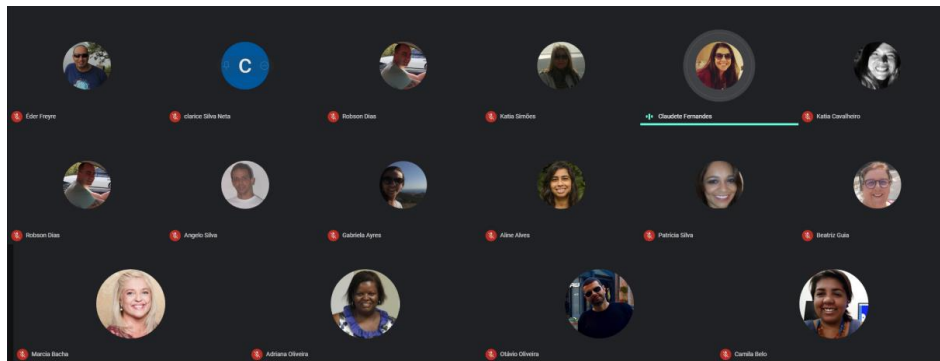 C
Éder Freyre
clarice Silva Neta
Robson Dias
Katia Simões
Claudete Fernandes
Katia Cavalheiro
Robson Dias
Angelo Silva
Gabriela Ayres
Aline Alves
Patrícia Silva
Beatriz Guia
Marcia Bacha
Adriana Oliveira
Otávio Oliveira
Camila Belo